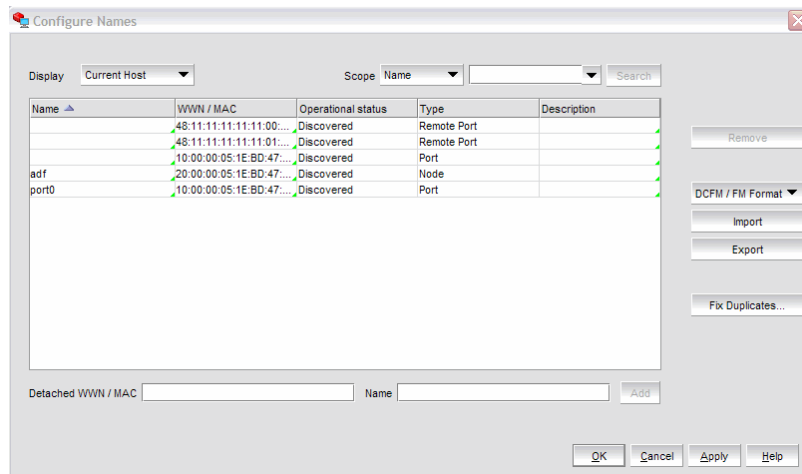 Configure Names
Display Current Host Scope Name Search
Name WWN / MAC Operational status Type Description
48:11:11:11:11:11:00:... Discovered Remote Port
48:11:11:11:11:11:01:... Discovered Remote Port
10:00:00:05:1E:BD:47:... Discovered Port
adf 20:00:00:05:1E:BD:47:... Discovered Node
port0 10:00:00:05:1E:BD:47:... Discovered Port
Remove
DCFM / FM Format
Import
Export
Fix Duplicates...
Detached WWN / MAC Name Add
OK Cancel Apply Help